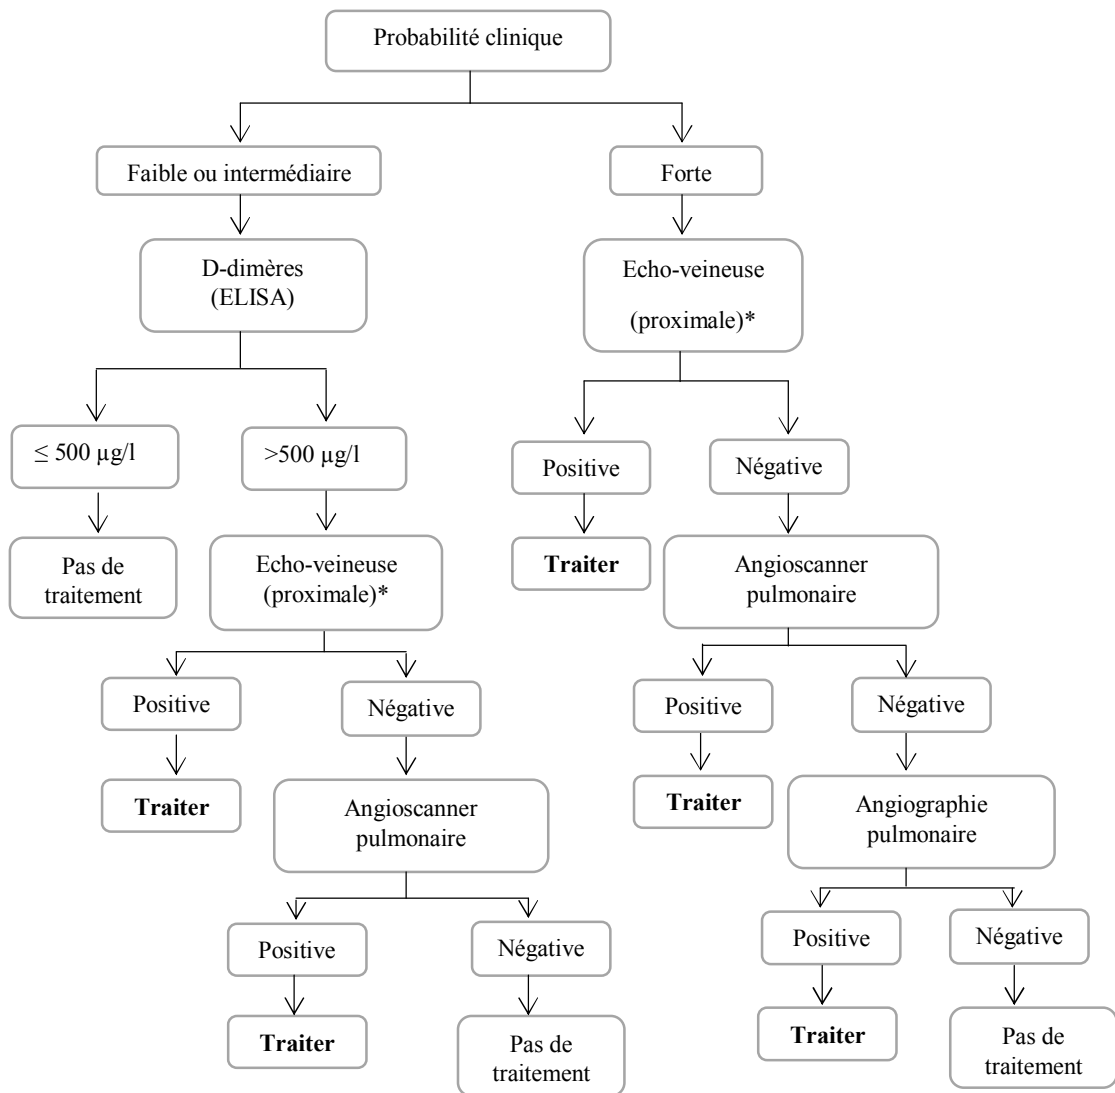 Probabilité clinique
Faible ou intermédiaire
Forte
D-dimères
(ELISA)
Echo-veineuse
(proximale)*
≤ 500 µg/l
>500 µg/l
Positive
Négative
Pas de
traitement
Echo-veineuse
(proximale)*
Traiter
Angioscanner
pulmonaire
Positive
Négative
Positive
Négative
Traiter
Angioscanner
pulmonaire
Traiter
Angiographie
pulmonaire
Positive
Négative
Positive
Négative
Traiter
Pas de
traitement
Traiter
Pas de
traitement